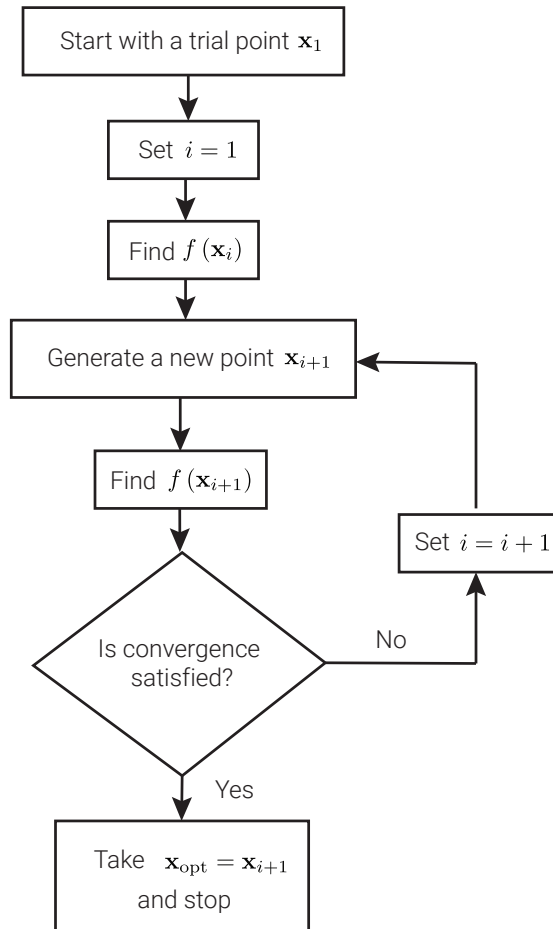 Start with a trial point x₁
Set i = 1
Find f (xᵢ)
Generate a new point xᵢ₊₁
Find f (xᵢ₊₁)
Set i = i + 1
Is convergence
satisfied?
No
Yes
Take x_opt = xᵢ₊₁
and stop